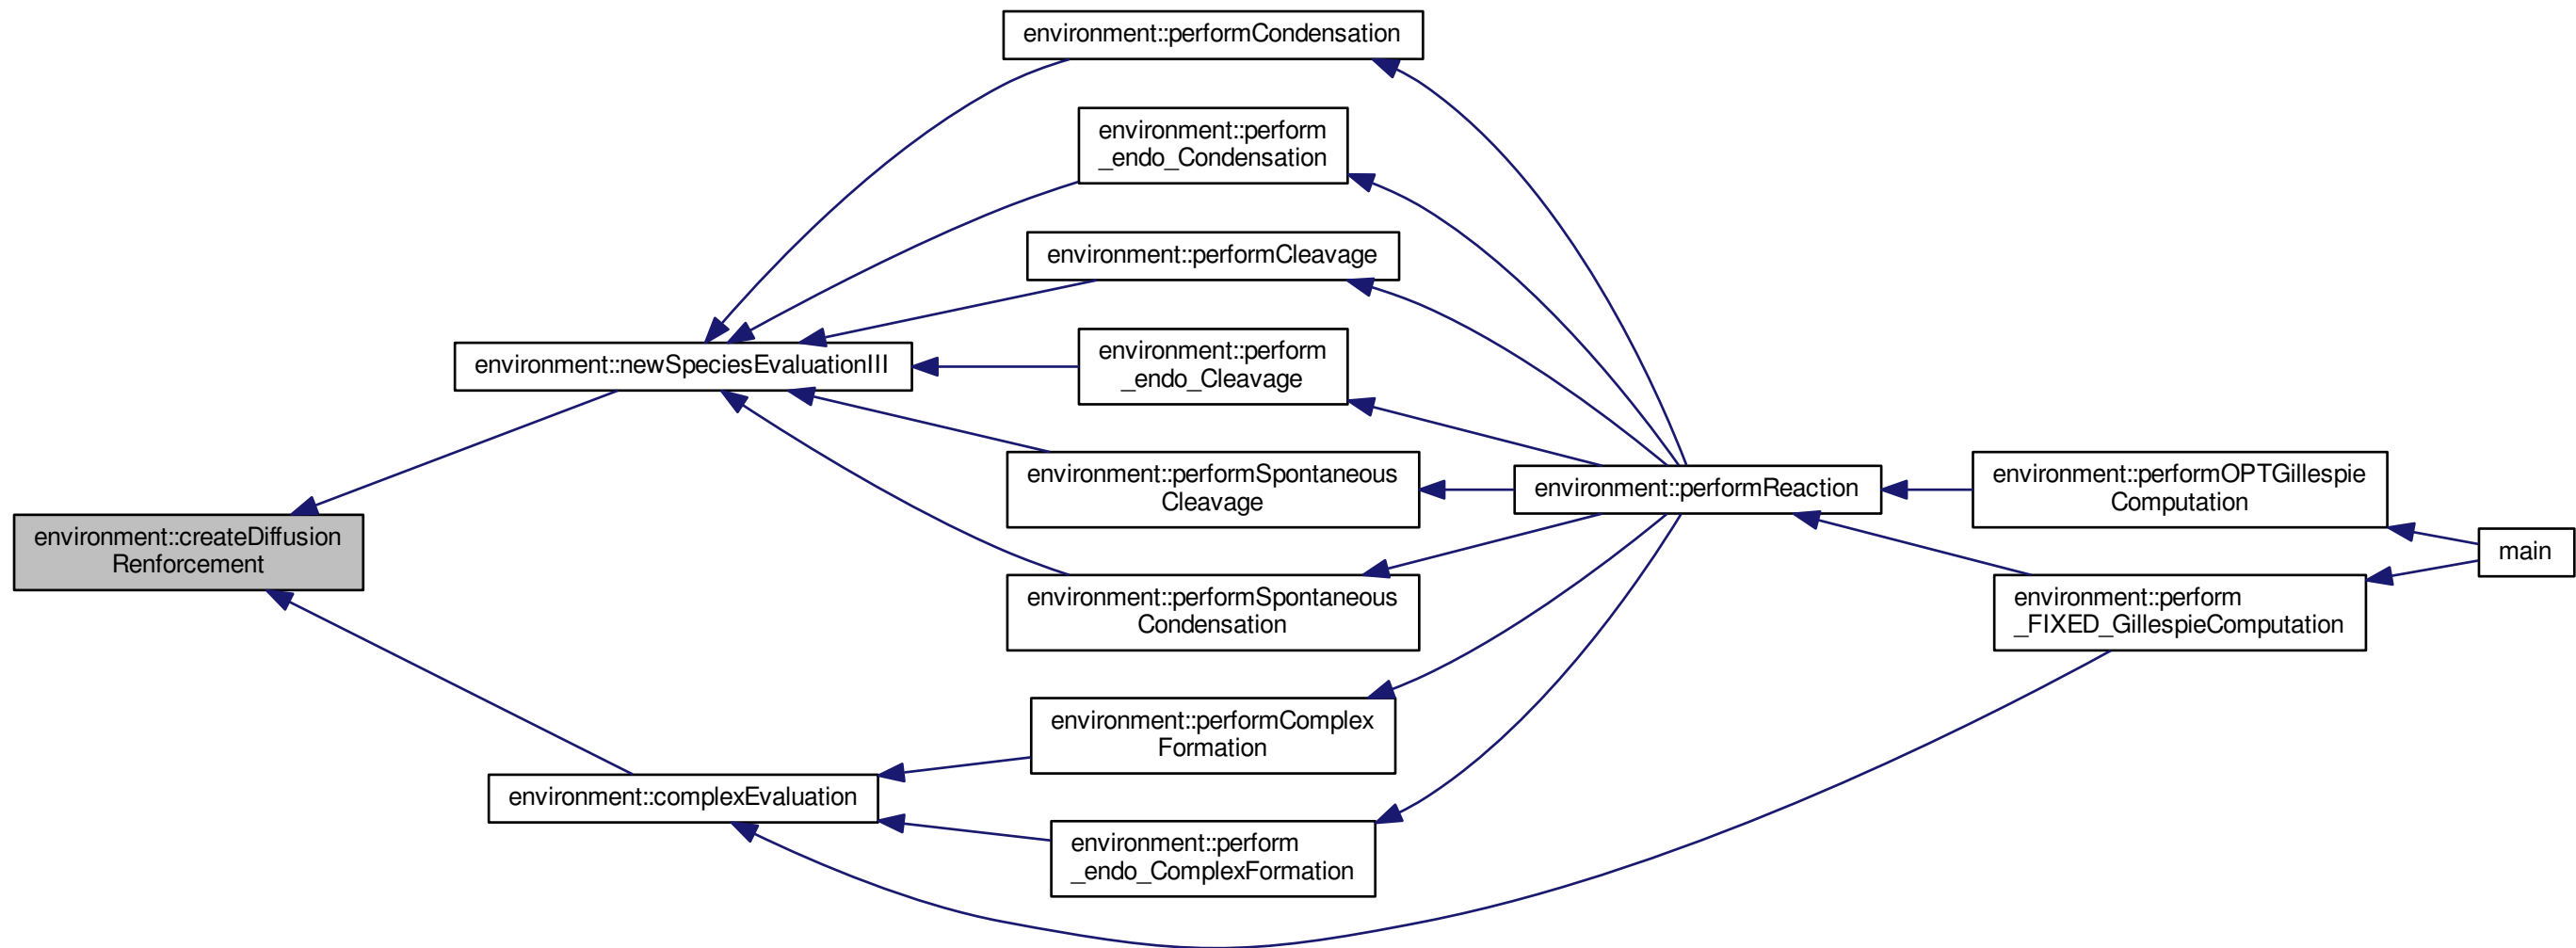 environment::performCondensation
environment::perform
_endo_Condensation
environment::performCleavage
environment::newSpeciesEvaluationIII
environment::perform
_endo_Cleavage
environment::performSpontaneous
Cleavage
environment::performReaction
environment::performOPTGillespie
Computation
environment::createDiffusion
Renforcement
main
environment::performSpontaneous
Condensation
environment::perform
_FIXED_GillespieComputation
environment::performComplex
Formation
environment::complexEvaluation
environment::perform
_endo_ComplexFormation